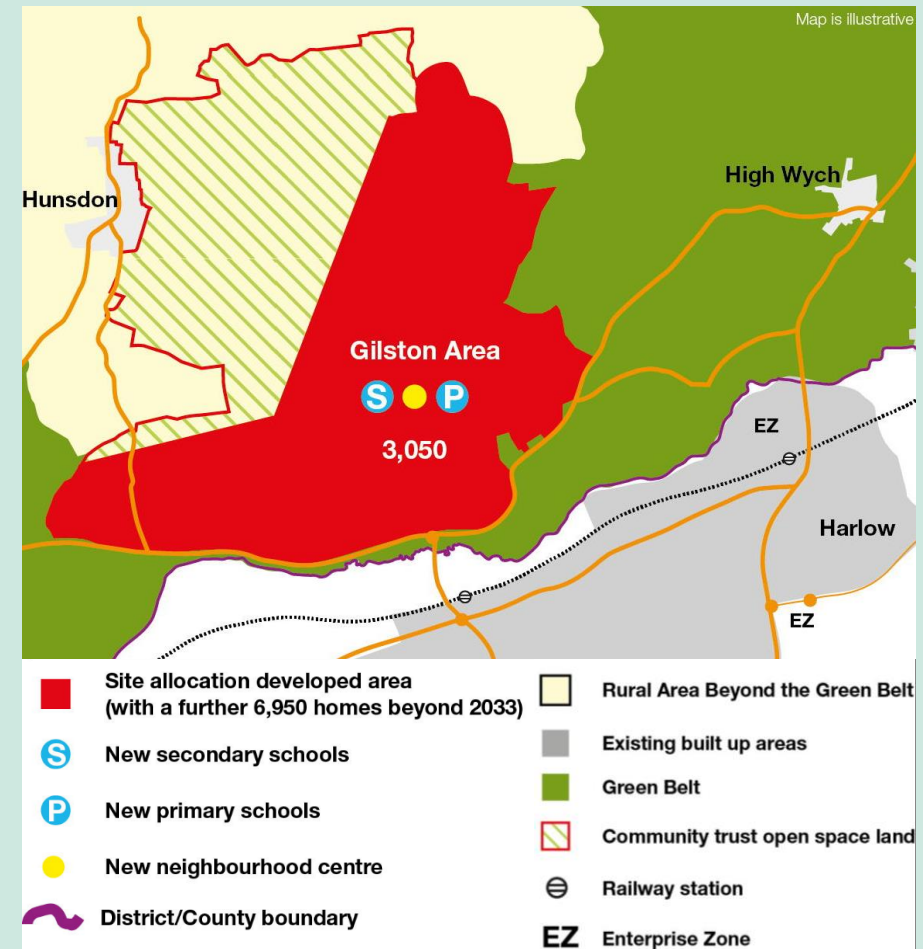 Map is illustrative
Hunsdon
High Wych
Gilston Area
S P
3,050
EZ
Harlow
EZ
Site allocation developed area
(with a further 6,950 homes beyond 2033)
S New secondary schools
P New primary schools
New neighbourhood centre
District/County boundary
Rural Area Beyond the Green Belt
Existing built up areas
Green Belt
Community trust open space land
Railway station
EZ Enterprise Zone